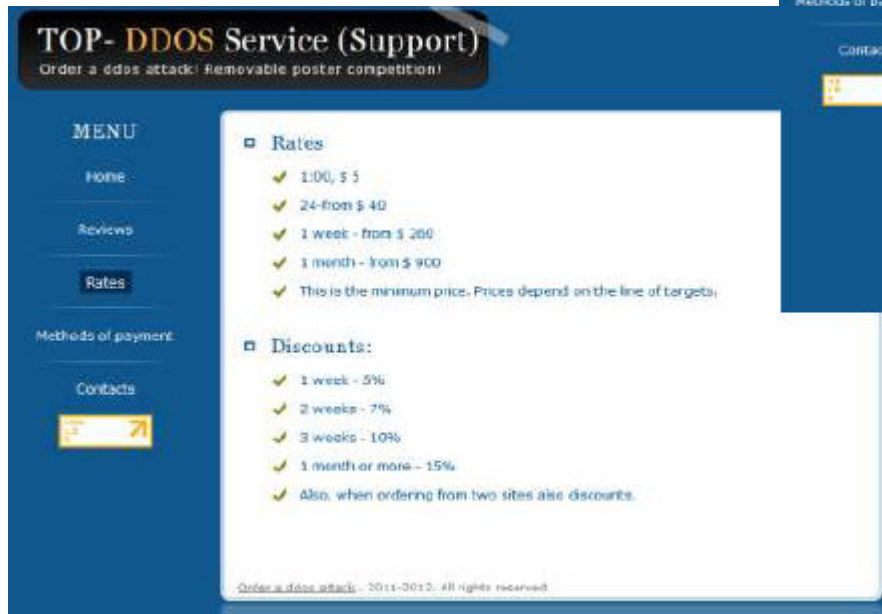 TOP- DDOS Service (Support)
Order a ddos attack! Removable poster competition!
MENU
Home
Reviews
Rates
Methods of payment
Contacts
Rates
1:00, $ 5
24-from $ 40
1 week - from $ 260
1 month - from $ 900
This is the minimum price. Prices depend on the line of targets.
Discounts:
1 week - 5%
2 weeks - 7%
3 weeks - 10%
1 month or more - 15%
Also, when ordering from two sites also discounts.
Order a ddos attack . 2011-2012. All rights reserved
Methods of pa
Contac